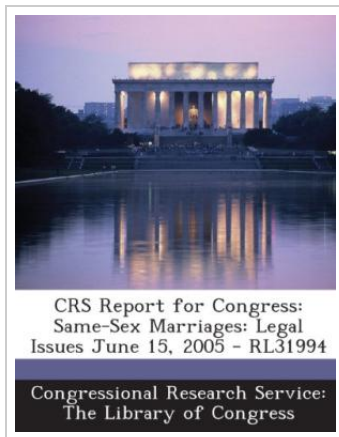 CRS Report for Congress:
Same-Sex Marriages: Legal
Issues June 15, 2005 - RL31994
Congressional Research Service:
The Library of Congress